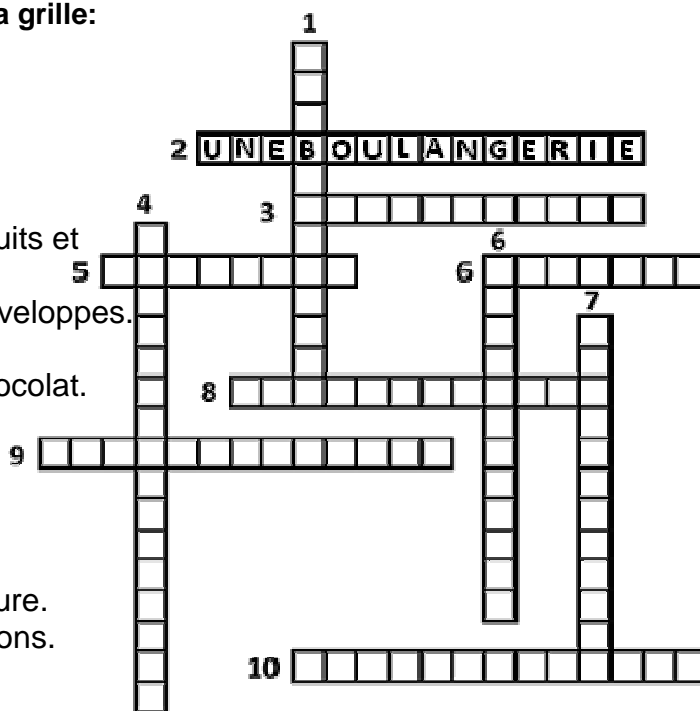 a grille:
1
2 UNEBOULANGERIE
4
3
uits et
6
5
6
veloppes.
7
ocolat.
8
9
ure.
ons.
10